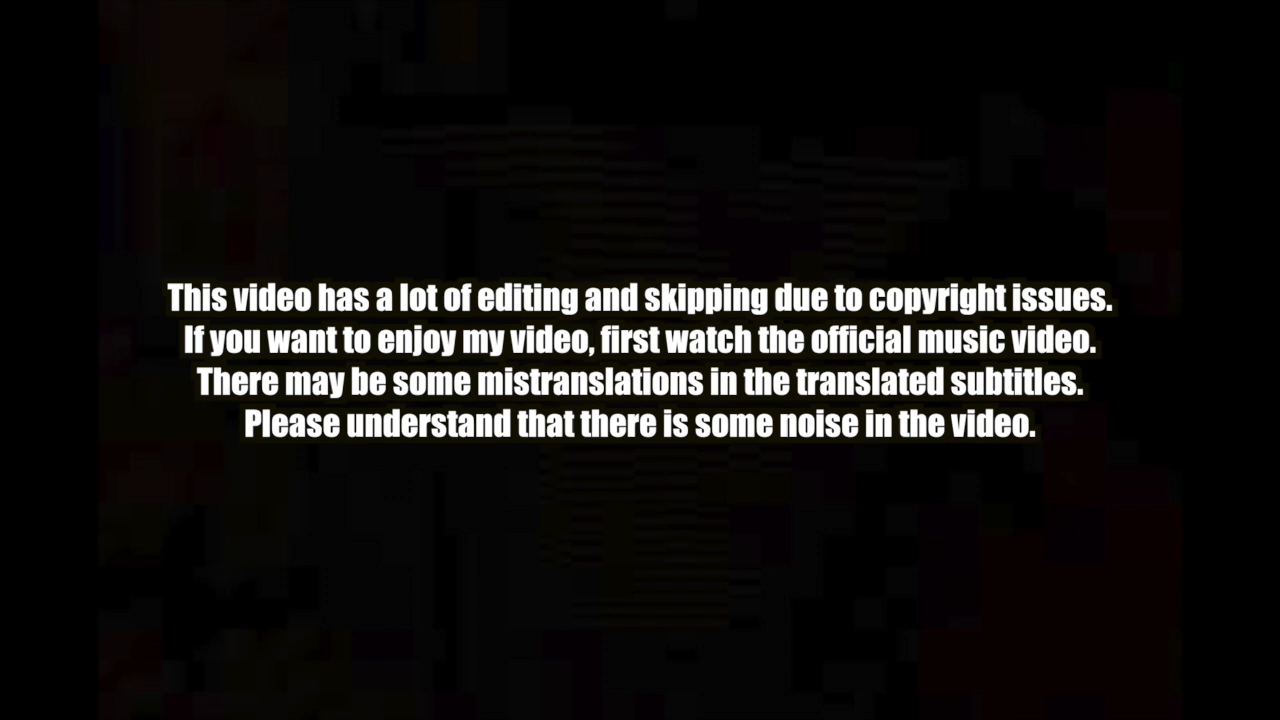 This video has a lot of editing and skipping due to copyright issues.
If you want to enjoy my video, first watch the official music video.
There may be some mistranslations in the translated subtitles.
Please understand that there is some noise in the video.